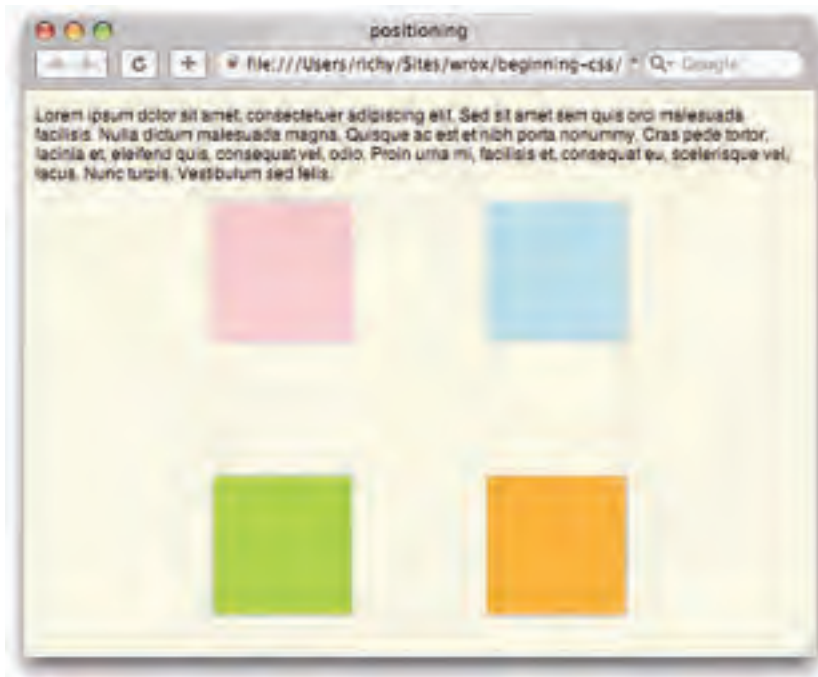 positioning
file:///Users/richy/Sites/wrox/beginning-css/ Google
Lorem ipsum dolor sit amet, consectetuer adipiscing elit. Sed sit amet sem quis orci malesuada
facilisis. Nulla dictum malesuada magna. Quisque ac est et nibh porta nonummy. Cras pede tortor,
lacinia et, eleifend quis, consequat vel, odio. Proin urna mi, facilisis et, consequat eu, scelerisque vel,
lacus. Nunc turpis. Vestibulum sed felis.